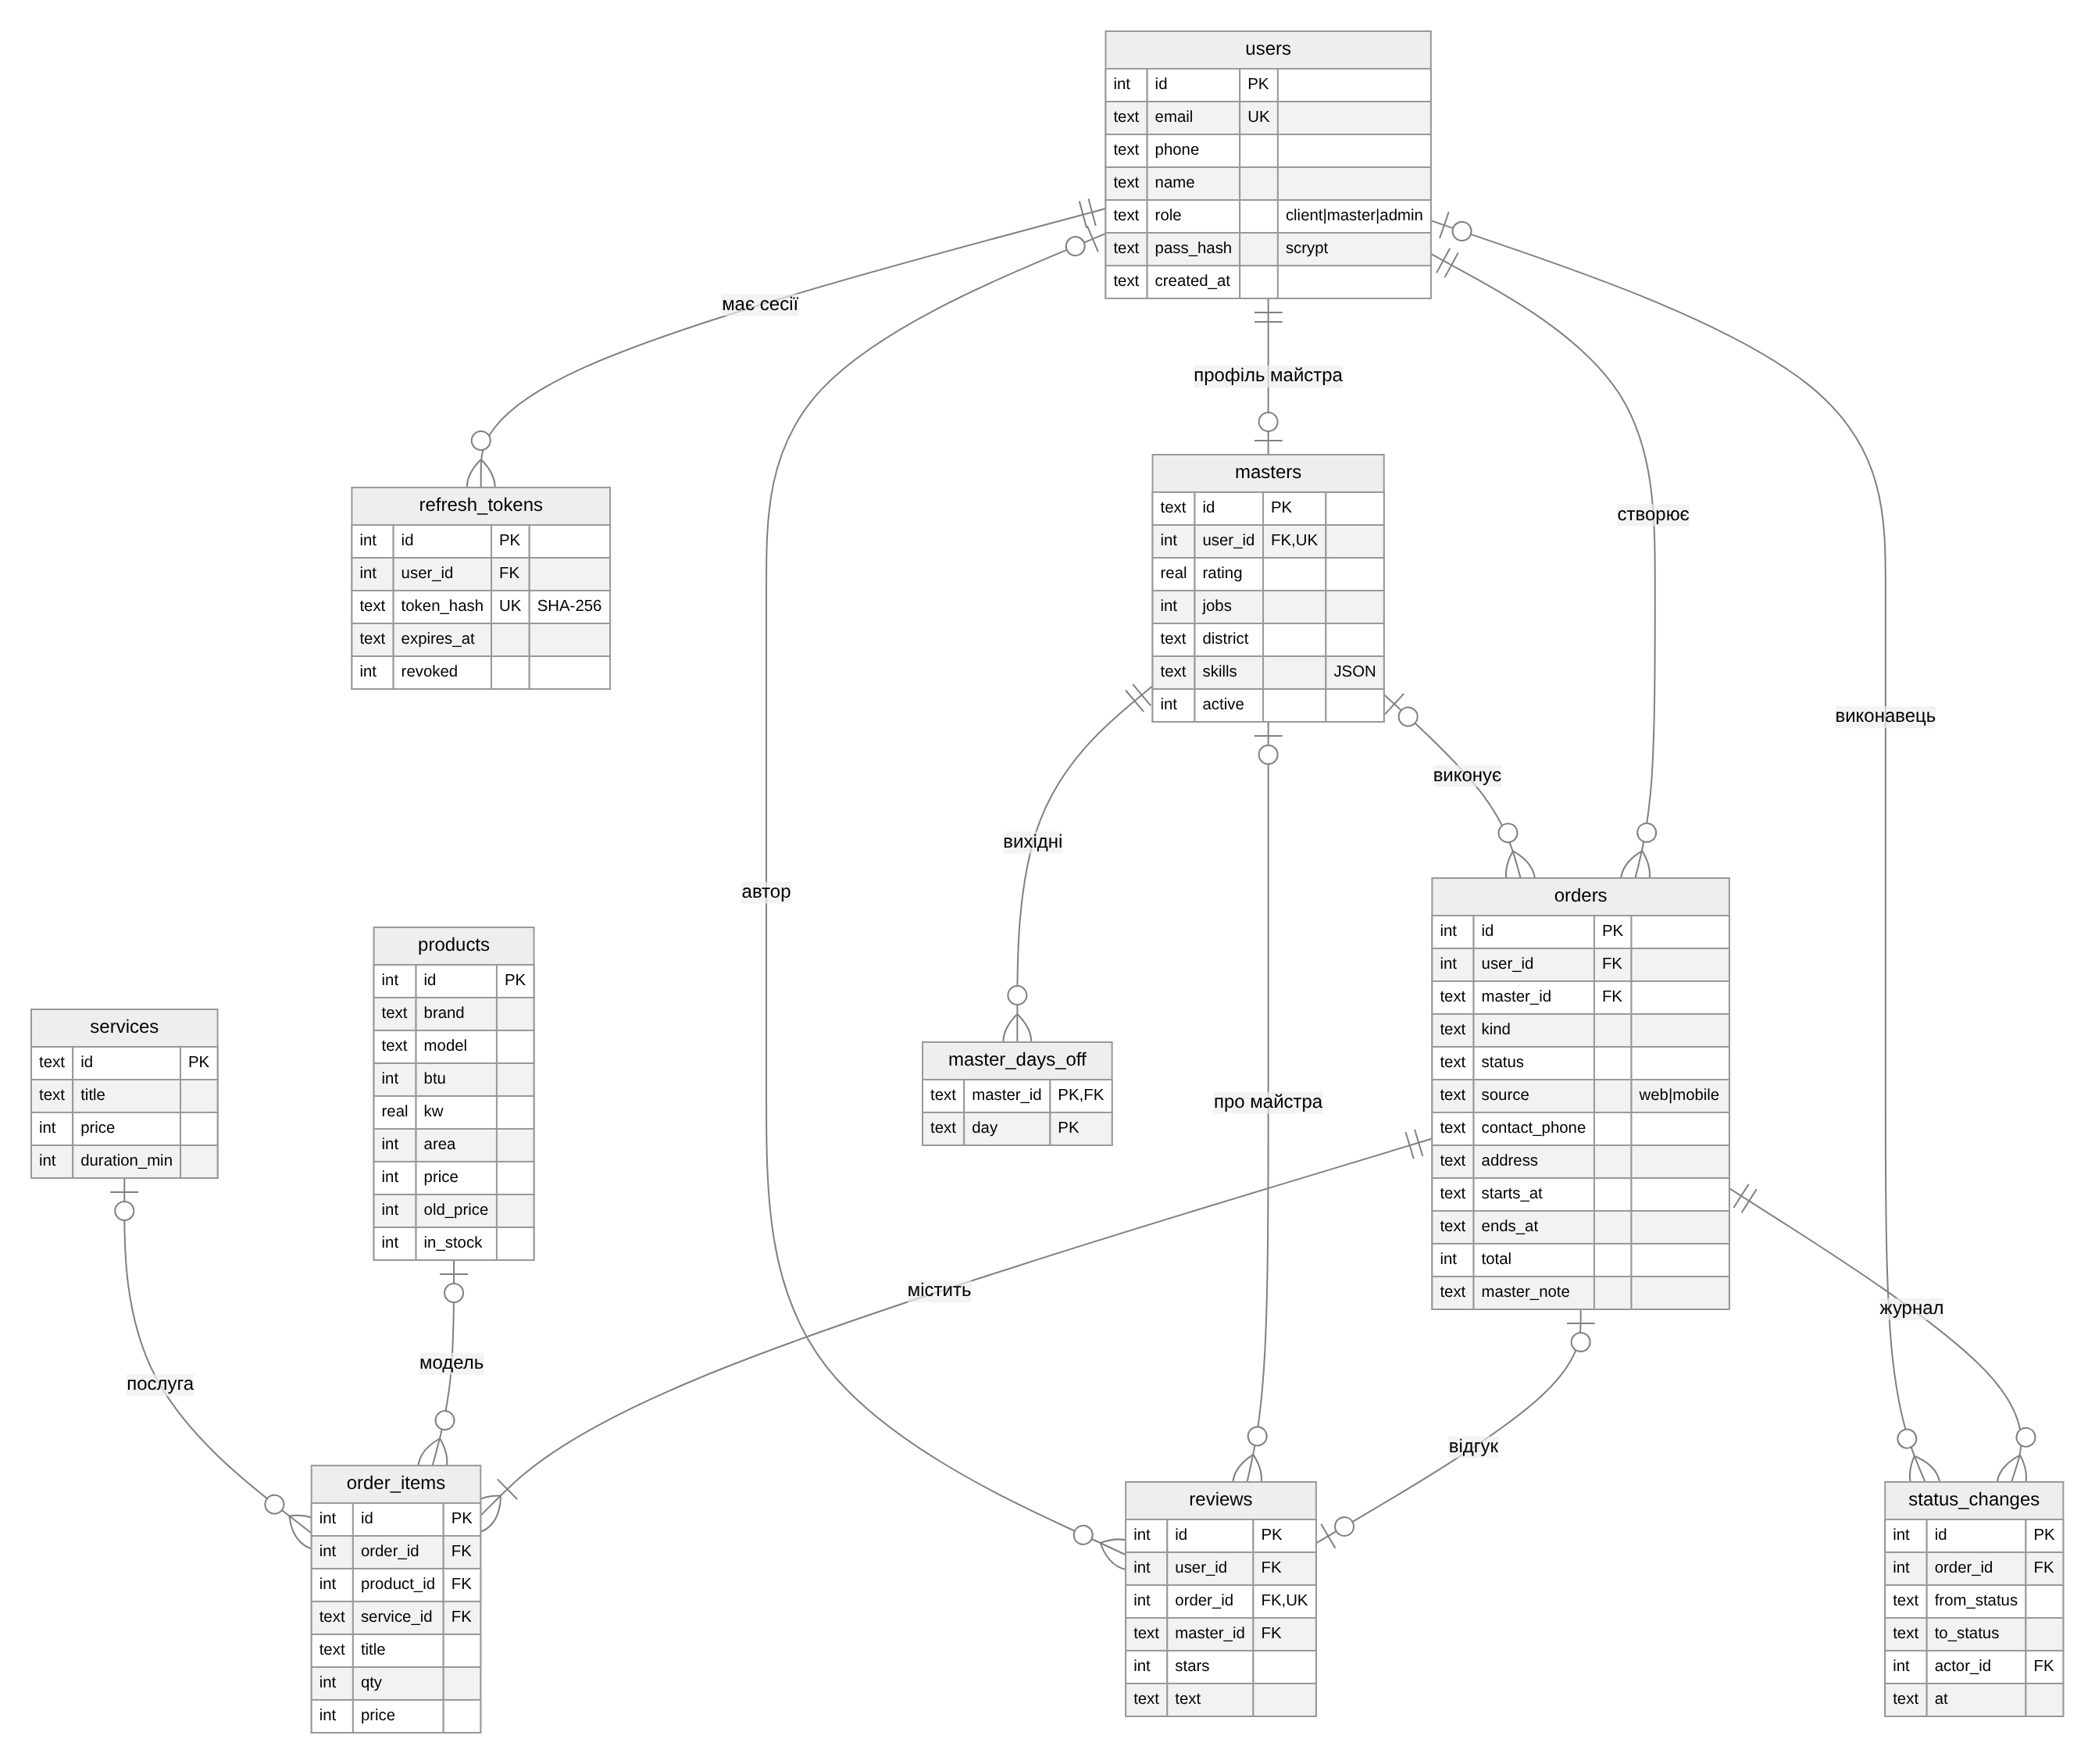 users
int id PK
text email UK
text phone
text name
text role client|master|admin
text pass_hash scrypt
text created_at
має сесії
профіль майстра
refresh_tokens
int id PK
int user_id FK
text token_hash UK SHA-256
text expires_at
int revoked
masters
text id PK
int user_id FK,UK
real rating
int jobs
text district
text skills JSON
int active
створює
виконавець
виконує
вихідні
автор
products
int id PK
text brand
text model
int btu
real kw
int area
int price
int old_price
int in_stock
services
text id PK
text title
int price
int duration_min
master_days_off
text master_id PK,FK
text day PK
про майстра
orders
int id PK
int user_id FK
text master_id FK
text kind
text status
text source web|mobile
text contact_phone
text address
text starts_at
text ends_at
int total
text master_note
містить
журнал
модель
послуга
відгук
order_items
int id PK
int order_id FK
int product_id FK
text service_id FK
text title
int qty
int price
reviews
int id PK
int user_id FK
int order_id FK,UK
text master_id FK
int stars
text text
status_changes
int id PK
int order_id FK
text from_status
text to_status
int actor_id FK
text at